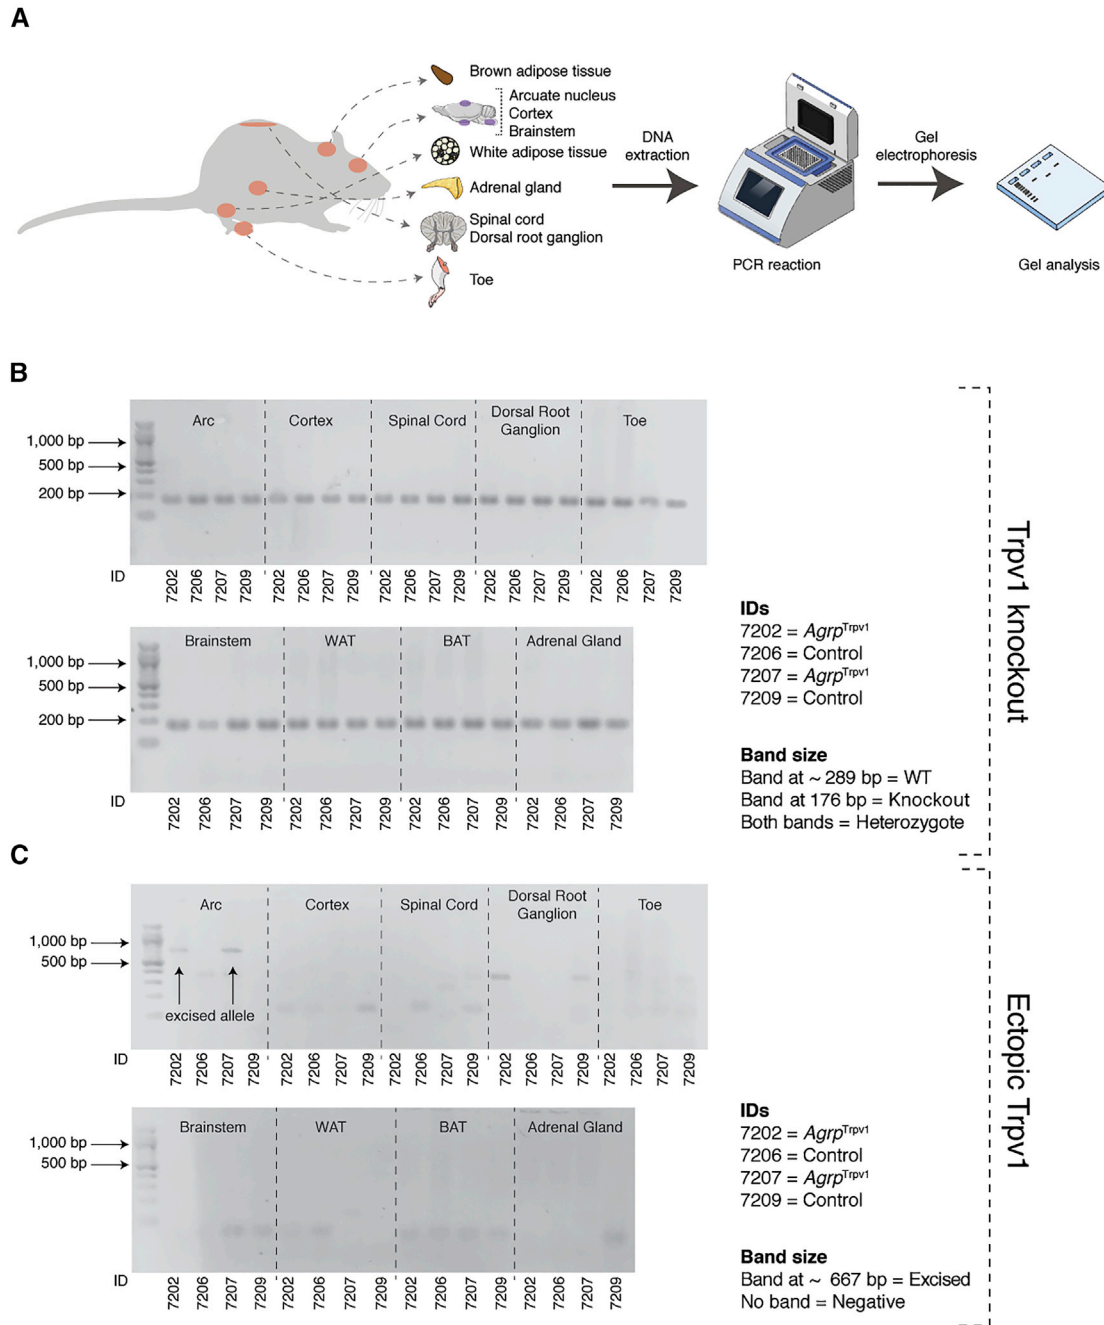 A
Brown adipose tissue
Arcuate nucleus
Cortex
Brainstem
White adipose tissue
Adrenal gland
Spinal cord
Dorsal root ganglion
Toe
DNA
extraction
PCR reaction
Gel
electrophoresis
Gel analysis
B
Arc
Cortex
Spinal Cord
Dorsal Root
Ganglion
Toe
1,000 bp
500 bp
200 bp
ID
7202 7206 7207 7209 7202 7206 7207 7209 7202 7206 7207 7209 7202 7206 7207 7209 7202 7206 7207 7209
Brainstem
WAT
BAT
Adrenal Gland
1,000 bp
500 bp
200 bp
ID
7202 7206 7207 7209 7202 7206 7207 7209 7202 7206 7207 7209 7202 7206 7207 7209
IDs
7202 = Agrp^Trpv1
7206 = Control
7207 = Agrp^Trpv1
7209 = Control
Band size
Band at ~ 289 bp = WT
Band at 176 bp = Knockout
Both bands = Heterozygote
Trpv1 knockout
C
Arc
Cortex
Spinal Cord
Dorsal Root
Ganglion
Toe
1,000 bp
500 bp
excised allele
ID
7202 7206 7207 7209 7202 7206 7207 7209 7202 7206 7207 7209 7202 7206 7207 7209 7202 7206 7207 7209
Brainstem
WAT
BAT
Adrenal Gland
1,000 bp
500 bp
ID
7202 7206 7207 7209 7202 7206 7207 7209 7202 7206 7207 7209 7202 7206 7207 7209
IDs
7202 = Agrp^Trpv1
7206 = Control
7207 = Agrp^Trpv1
7209 = Control
Band size
Band at ~ 667 bp = Excised
No band = Negative
Ectopic Trpv1